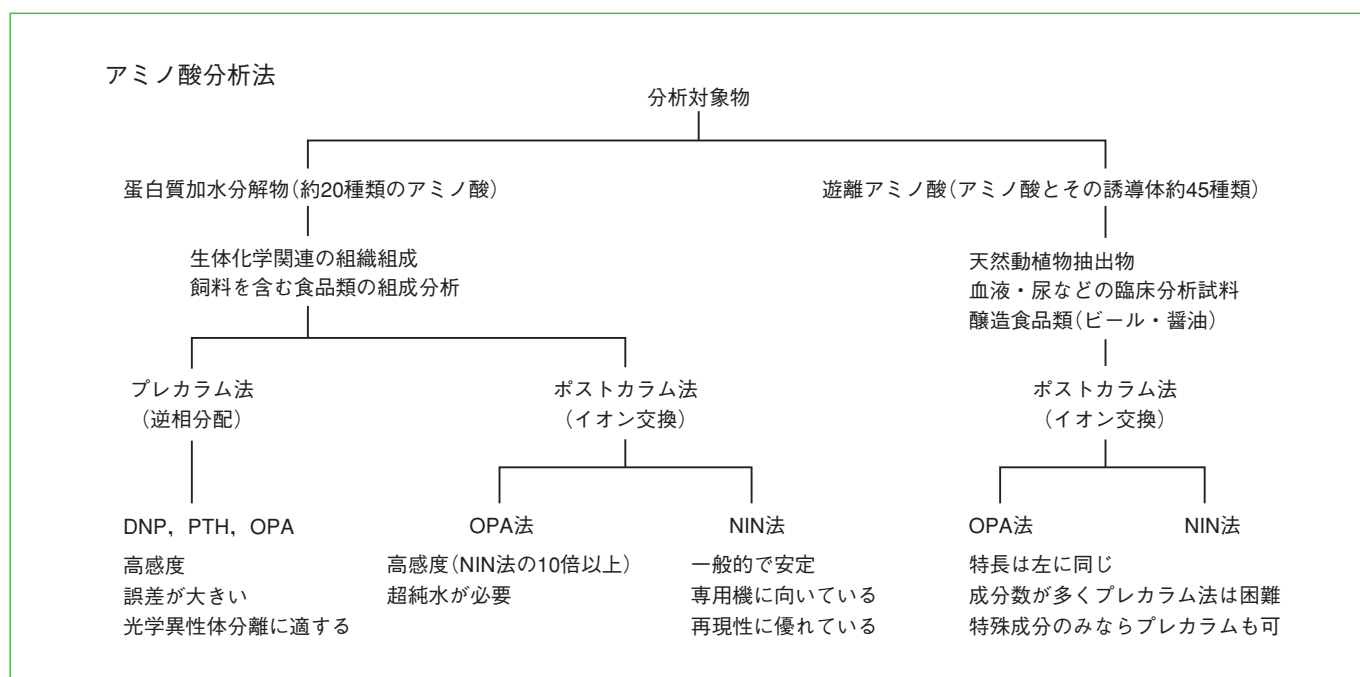 アミノ酸分析法
分析対象物
蛋白質加水分解物(約20種類のアミノ酸)
遊離アミノ酸(アミノ酸とその誘導体約45種類)
生体化学関連の組織組成
飼料を含む食品類の組成分析
天然動植物抽出物
血液・尿などの臨床分析試料
醸造食品類(ビール・醤油)
プレカラム法
(逆相分配)
ポストカラム法
(イオン交換)
ポストカラム法
(イオン交換)
DNP，PTH，OPA
高感度
誤差が大きい
光学異性体分離に適する
OPA法
高感度(NIN法の10倍以上)
超純水が必要
NIN法
一般的で安定
専用機に向いている
再現性に優れている
OPA法
NIN法
特長は左に同じ
成分数が多くプレカラム法は困難
特殊成分のみならプレカラムも可